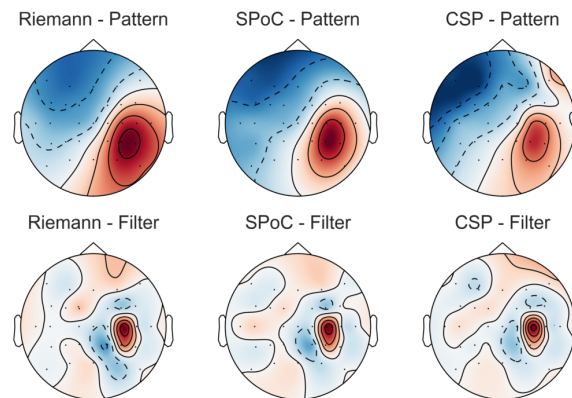 Riemann - Pattern
SPoC - Pattern
CSP - Pattern
Riemann - Filter
SPoC - Filter
CSP - Filter